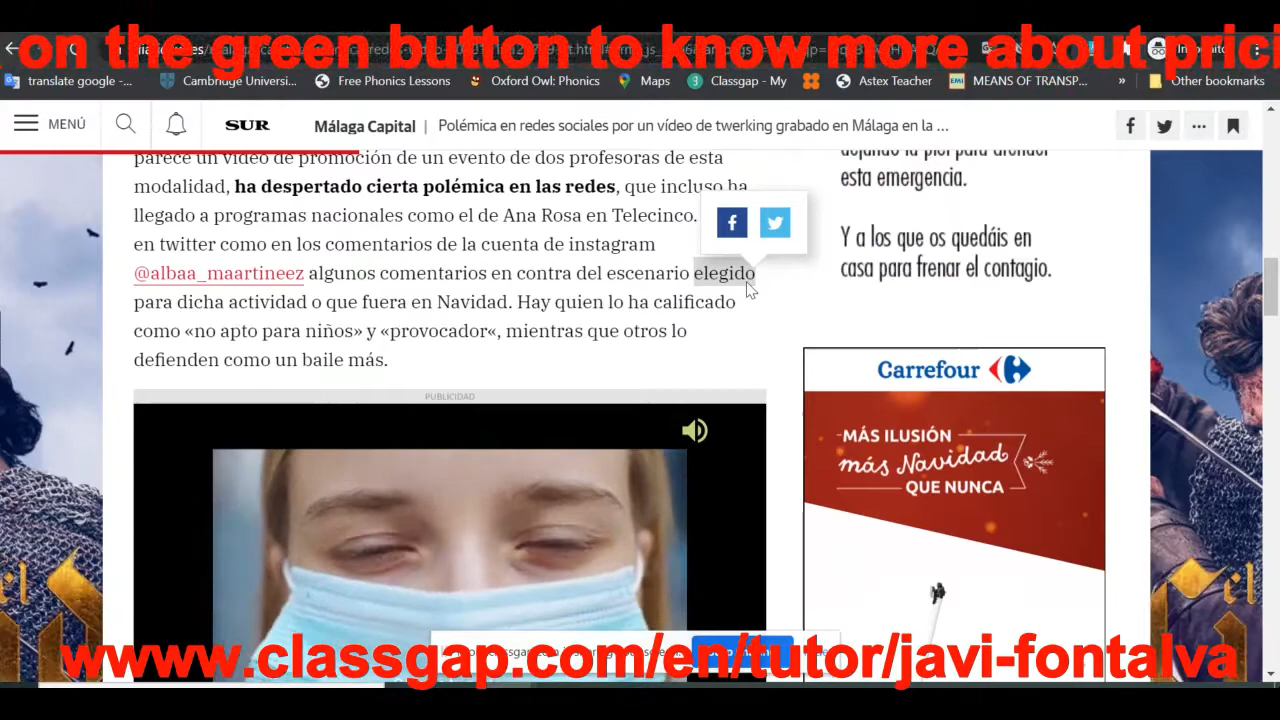 on the green button to know more about prici
translate google -...
Cambridge Universi...
Free Phonics Lessons
Oxford Owl: Phonics
Maps
Classgap - My
Astex Teacher
MEANS OF TRANSP...
»
Other bookmarks
MENÚ
SUR
Málaga Capital | Polémica en redes sociales por un vídeo de twerking grabado en Málaga en la ...
parece un vídeo de promoción de un evento de dos profesoras de esta
modalidad, ha despertado cierta polémica en las redes, que incluso ha
llegado a programas nacionales como el de Ana Rosa en Telecinco.
en twitter como en los comentarios de la cuenta de instagram
@albaa_maartineez algunos comentarios en contra del escenario elegido
para dicha actividad o que fuera en Navidad. Hay quien lo ha calificado
como «no apto para niños» y «provocador«, mientras que otros lo
defienden como un baile más.
PUBLICIDAD
dejando la piel para atender
esta emergencia.
Y a los que os quedáis en
casa para frenar el contagio.
Carrefour
MÁS ILUSIÓN
más Navidad
QUE NUNCA
www.classgap.com/en/tutor/javi-fontalva